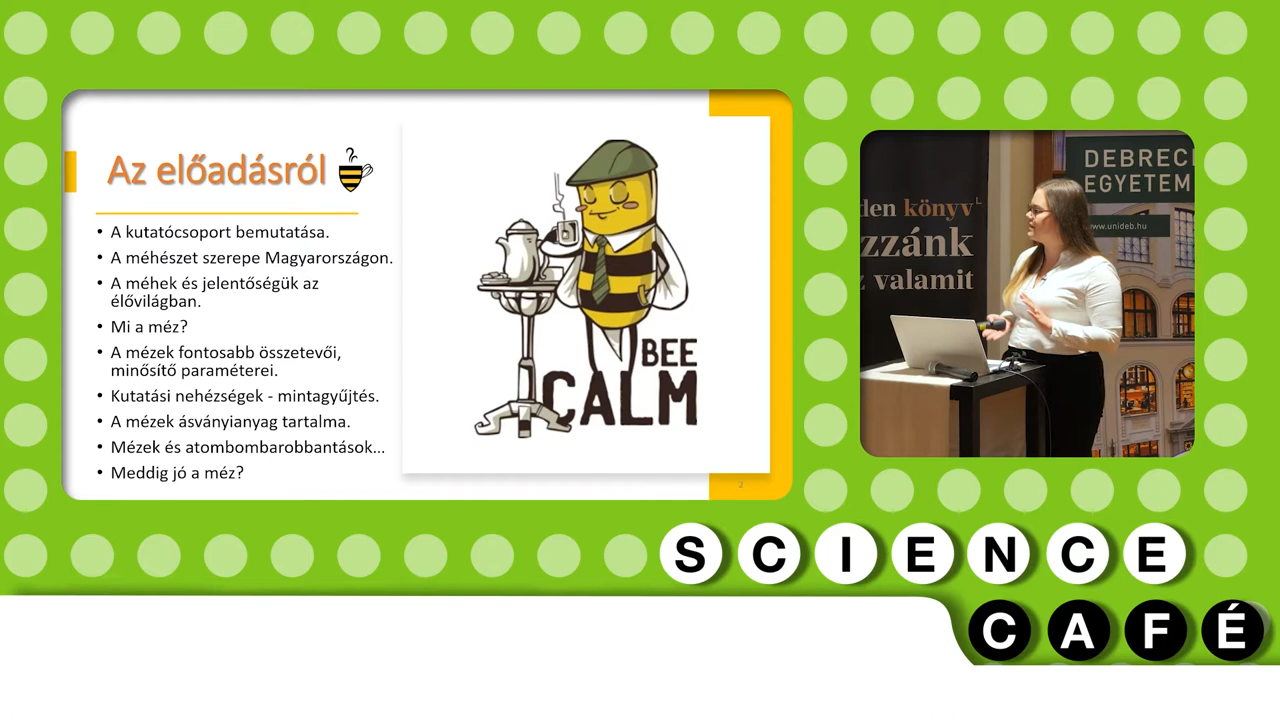 Az előadásról
• A kutatócsoport bemutatása.
• A méhészet szerepe Magyarországon.
• A méhek és jelentőségük az
élővilágban.
• Mi a méz?
• A mézek fontosabb összetevői,
minősítő paraméterei.
• Kutatási nehézségek - mintagyűjtés.
• A mézek ásványianyag tartalma.
• Mézek és atombombarobbantások...
• Meddig jó a méz?
BEE
CALM
2
den könyv
zzánk
z valamit
DEBRECE
EGYETEM
www.unideb.hu
SCIENCE
CAFÉ